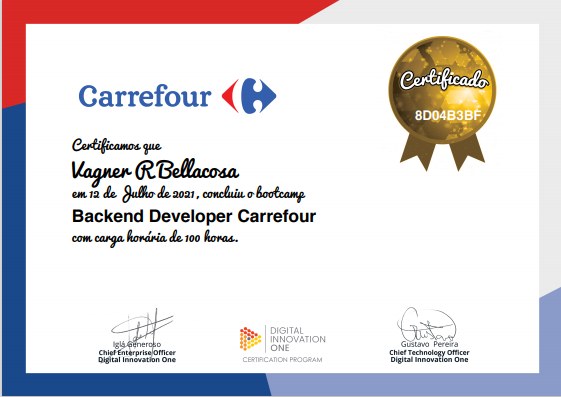 Carrefour
Certificado
8D04B3BF
Certificamos que
Vagner R Bellacosa
em 12 de Julho de 2021, concluiu o bootcamp
Backend Developer Carrefour
com carga horária de 100 horas.
Iglá Generoso
Chief Enterprise Officer
Digital Innovation One
DIGITAL
INNOVATION
ONE
CERTIFICATION PROGRAM
Gustavo Pereira
Chief Technology Officer
Digital Innovation One